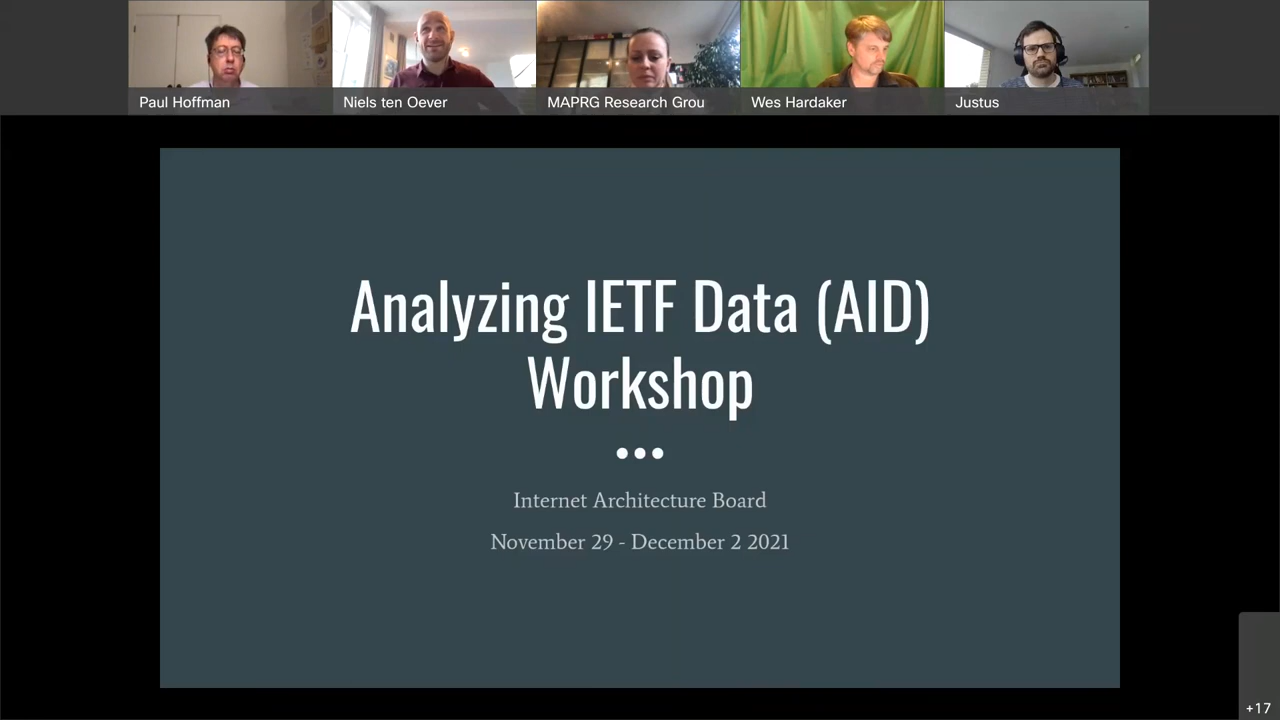 Paul Hoffman
Niels ten Oever
MAPRG Research Grou
Wes Hardaker
Justus
Analyzing IETF Data (AID)
Workshop
Internet Architecture Board
November 29 - December 2 2021
+17